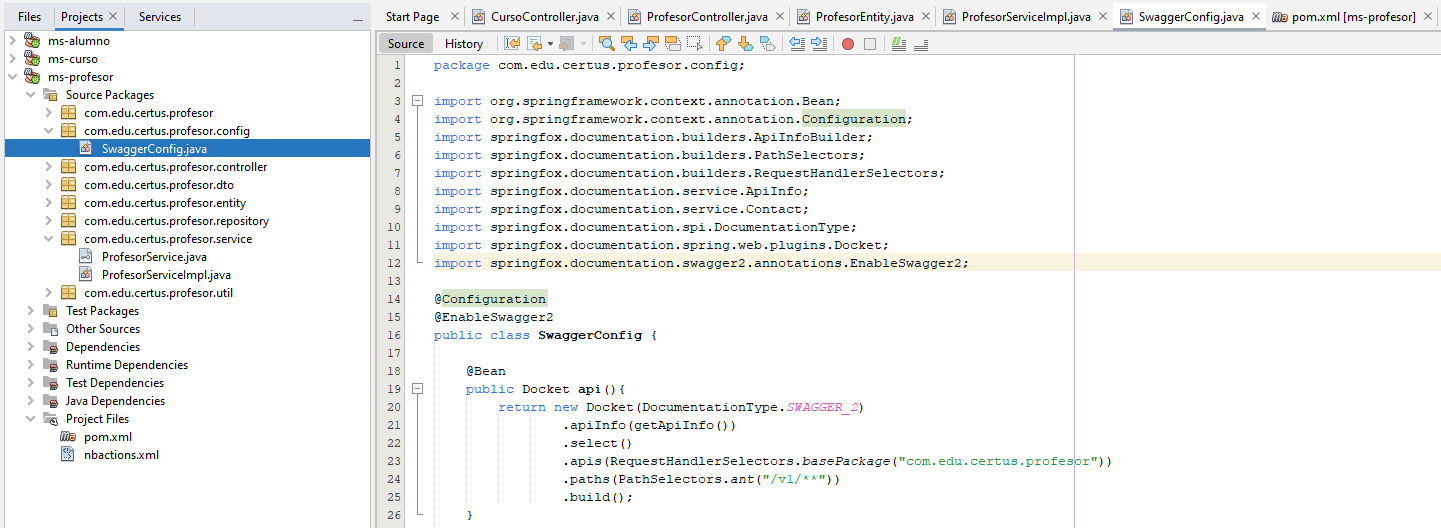 Files Projects Services
ms-alumno
ms-curso
ms-profesor
Source Packages
com.edu.certus.profesor
com.edu.certus.profesor.config
SwaggerConfig.java
com.edu.certus.profesor.controller
com.edu.certus.profesor.dto
com.edu.certus.profesor.entity
com.edu.certus.profesor.repository
com.edu.certus.profesor.service
ProfesorService.java
ProfesorServiceImpl.java
com.edu.certus.profesor.util
Test Packages
Other Sources
Dependencies
Runtime Dependencies
Test Dependencies
Java Dependencies
Project Files
pom.xml
nbactions.xml
Start Page CursoController.java ProfesorController.java ProfesorEntity.java ProfesorServiceImpl.java SwaggerConfig.java pom.xml [ms-profesor]
Source History
1 package com.edu.certus.profesor.config;
2
3 import org.springframework.context.annotation.Bean;
4 import org.springframework.context.annotation.Configuration;
5 import springfox.documentation.builders.ApiInfoBuilder;
6 import springfox.documentation.builders.PathSelectors;
7 import springfox.documentation.builders.RequestHandlerSelectors;
8 import springfox.documentation.service.ApiInfo;
9 import springfox.documentation.service.Contact;
10 import springfox.documentation.spi.DocumentationType;
11 import springfox.documentation.spring.web.plugins.Docket;
12 import springfox.documentation.swagger2.annotations.EnableSwagger2;
13
14 @Configuration
15 @EnableSwagger2
16 public class SwaggerConfig {
17
18 @Bean
19 public Docket api(){
20 return new Docket(DocumentationType.SWAGGER_2)
21 .apiInfo(getApiInfo())
22 .select()
23 .apis(RequestHandlerSelectors.basePackage("com.edu.certus.profesor"))
24 .paths(PathSelectors.ant("/v1/**"))
25 .build();
26 }